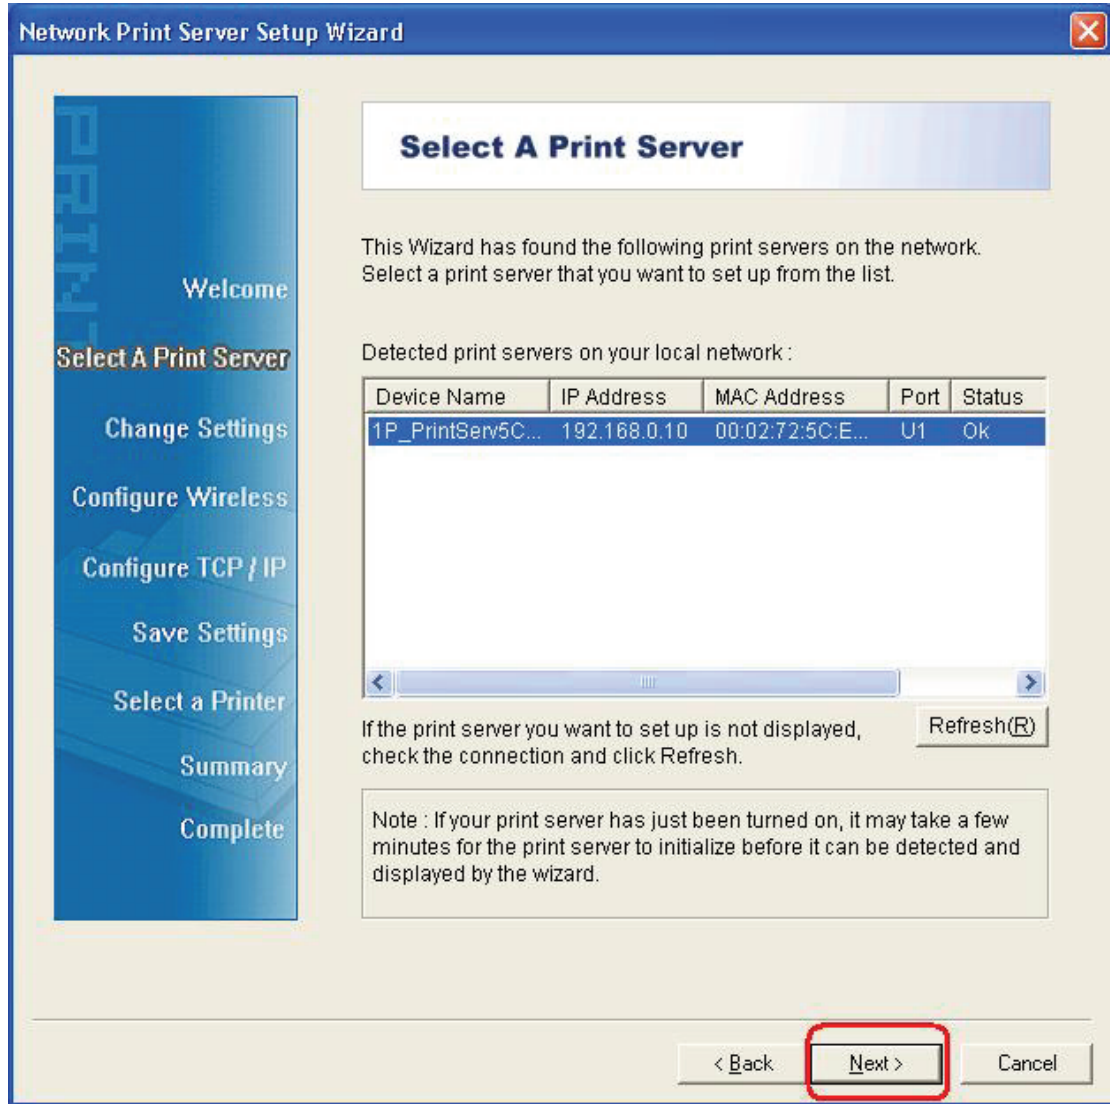 Network Print Server Setup Wizard
PRINT
Welcome
Select A Print Server
Change Settings
Configure Wireless
Configure TCP / IP
Save Settings
Select a Printer
Summary
Complete
Select A Print Server
This Wizard has found the following print servers on the network.
Select a print server that you want to set up from the list.
Detected print servers on your local network :
Device Name IP Address MAC Address Port Status
1P_PrintServ5C... 192.168.0.10 00:02:72:5C:E... U1 Ok
If the print server you want to set up is not displayed,
check the connection and click Refresh.
Refresh(R)
Note : If your print server has just been turned on, it may take a few
minutes for the print server to initialize before it can be detected and
displayed by the wizard.
< Back Next > Cancel